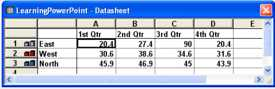 LearningPowerPoint - Datasheet
A B C D E
1st Qtr 2nd Qtr 3rd Qtr 4th Qtr
1 East 20.4 27.4 90 20.4
2 West 30.6 38.6 34.6 31.6
3 North 45.9 46.9 45 43.9